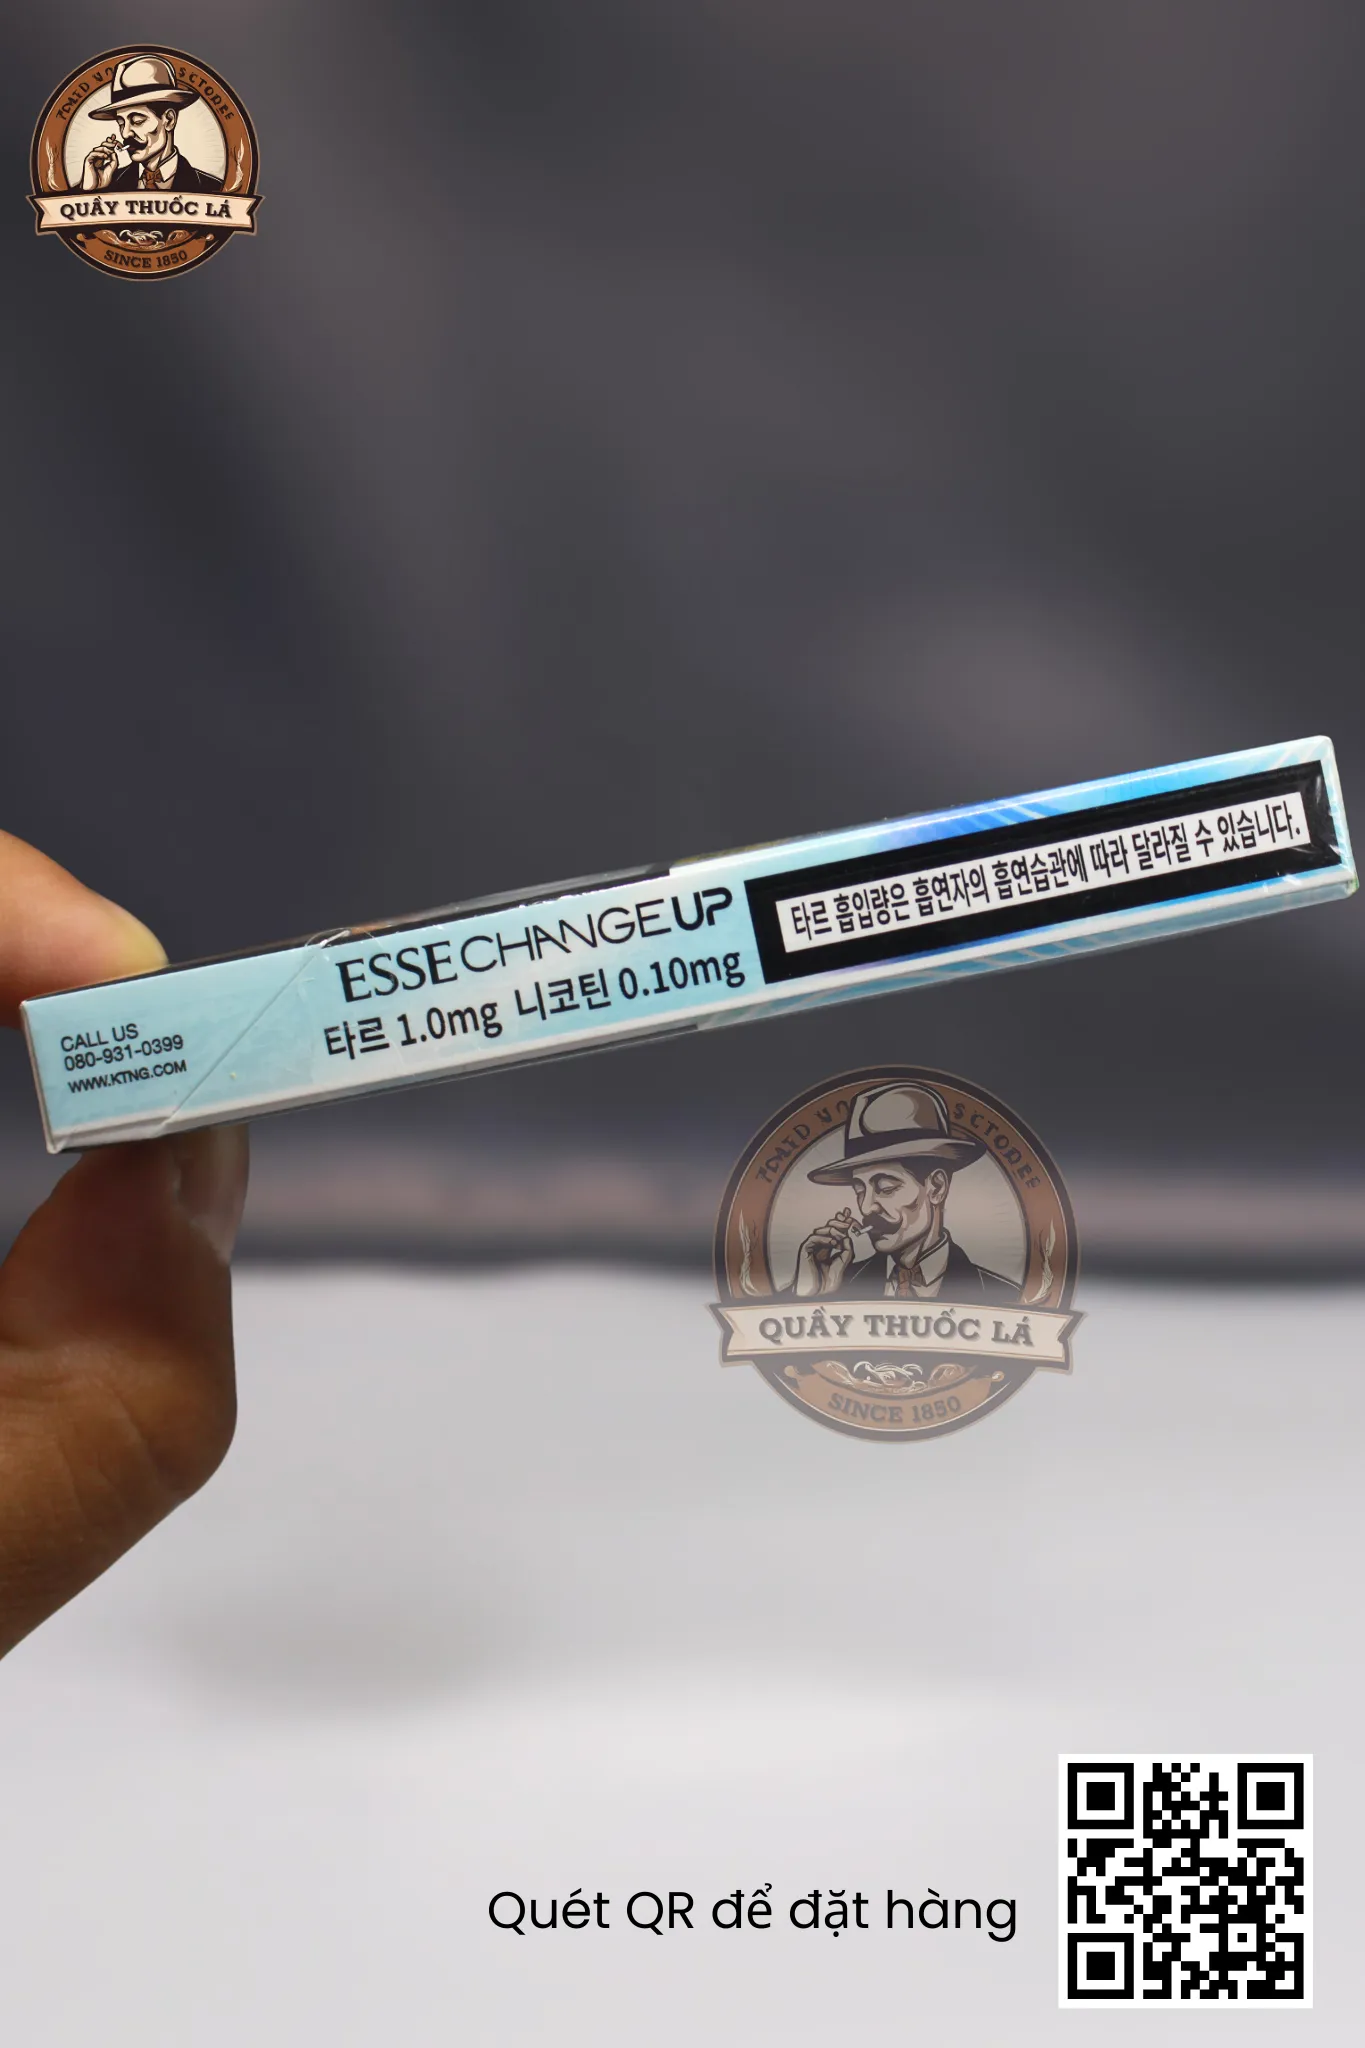 QUẦY THUỐC LÁ
SINCE 1850
ESSE CHANGE UP
타르 1.0mg 니코틴 0.10mg
타르 흡입량은 흡연자의 흡연습관에 따라 달라질 수 있습니다.
CALL US
080-931-0399
WWW.KTNG.COM
QUẦY THUỐC LÁ
SINCE 1850
Quét QR để đặt hàng